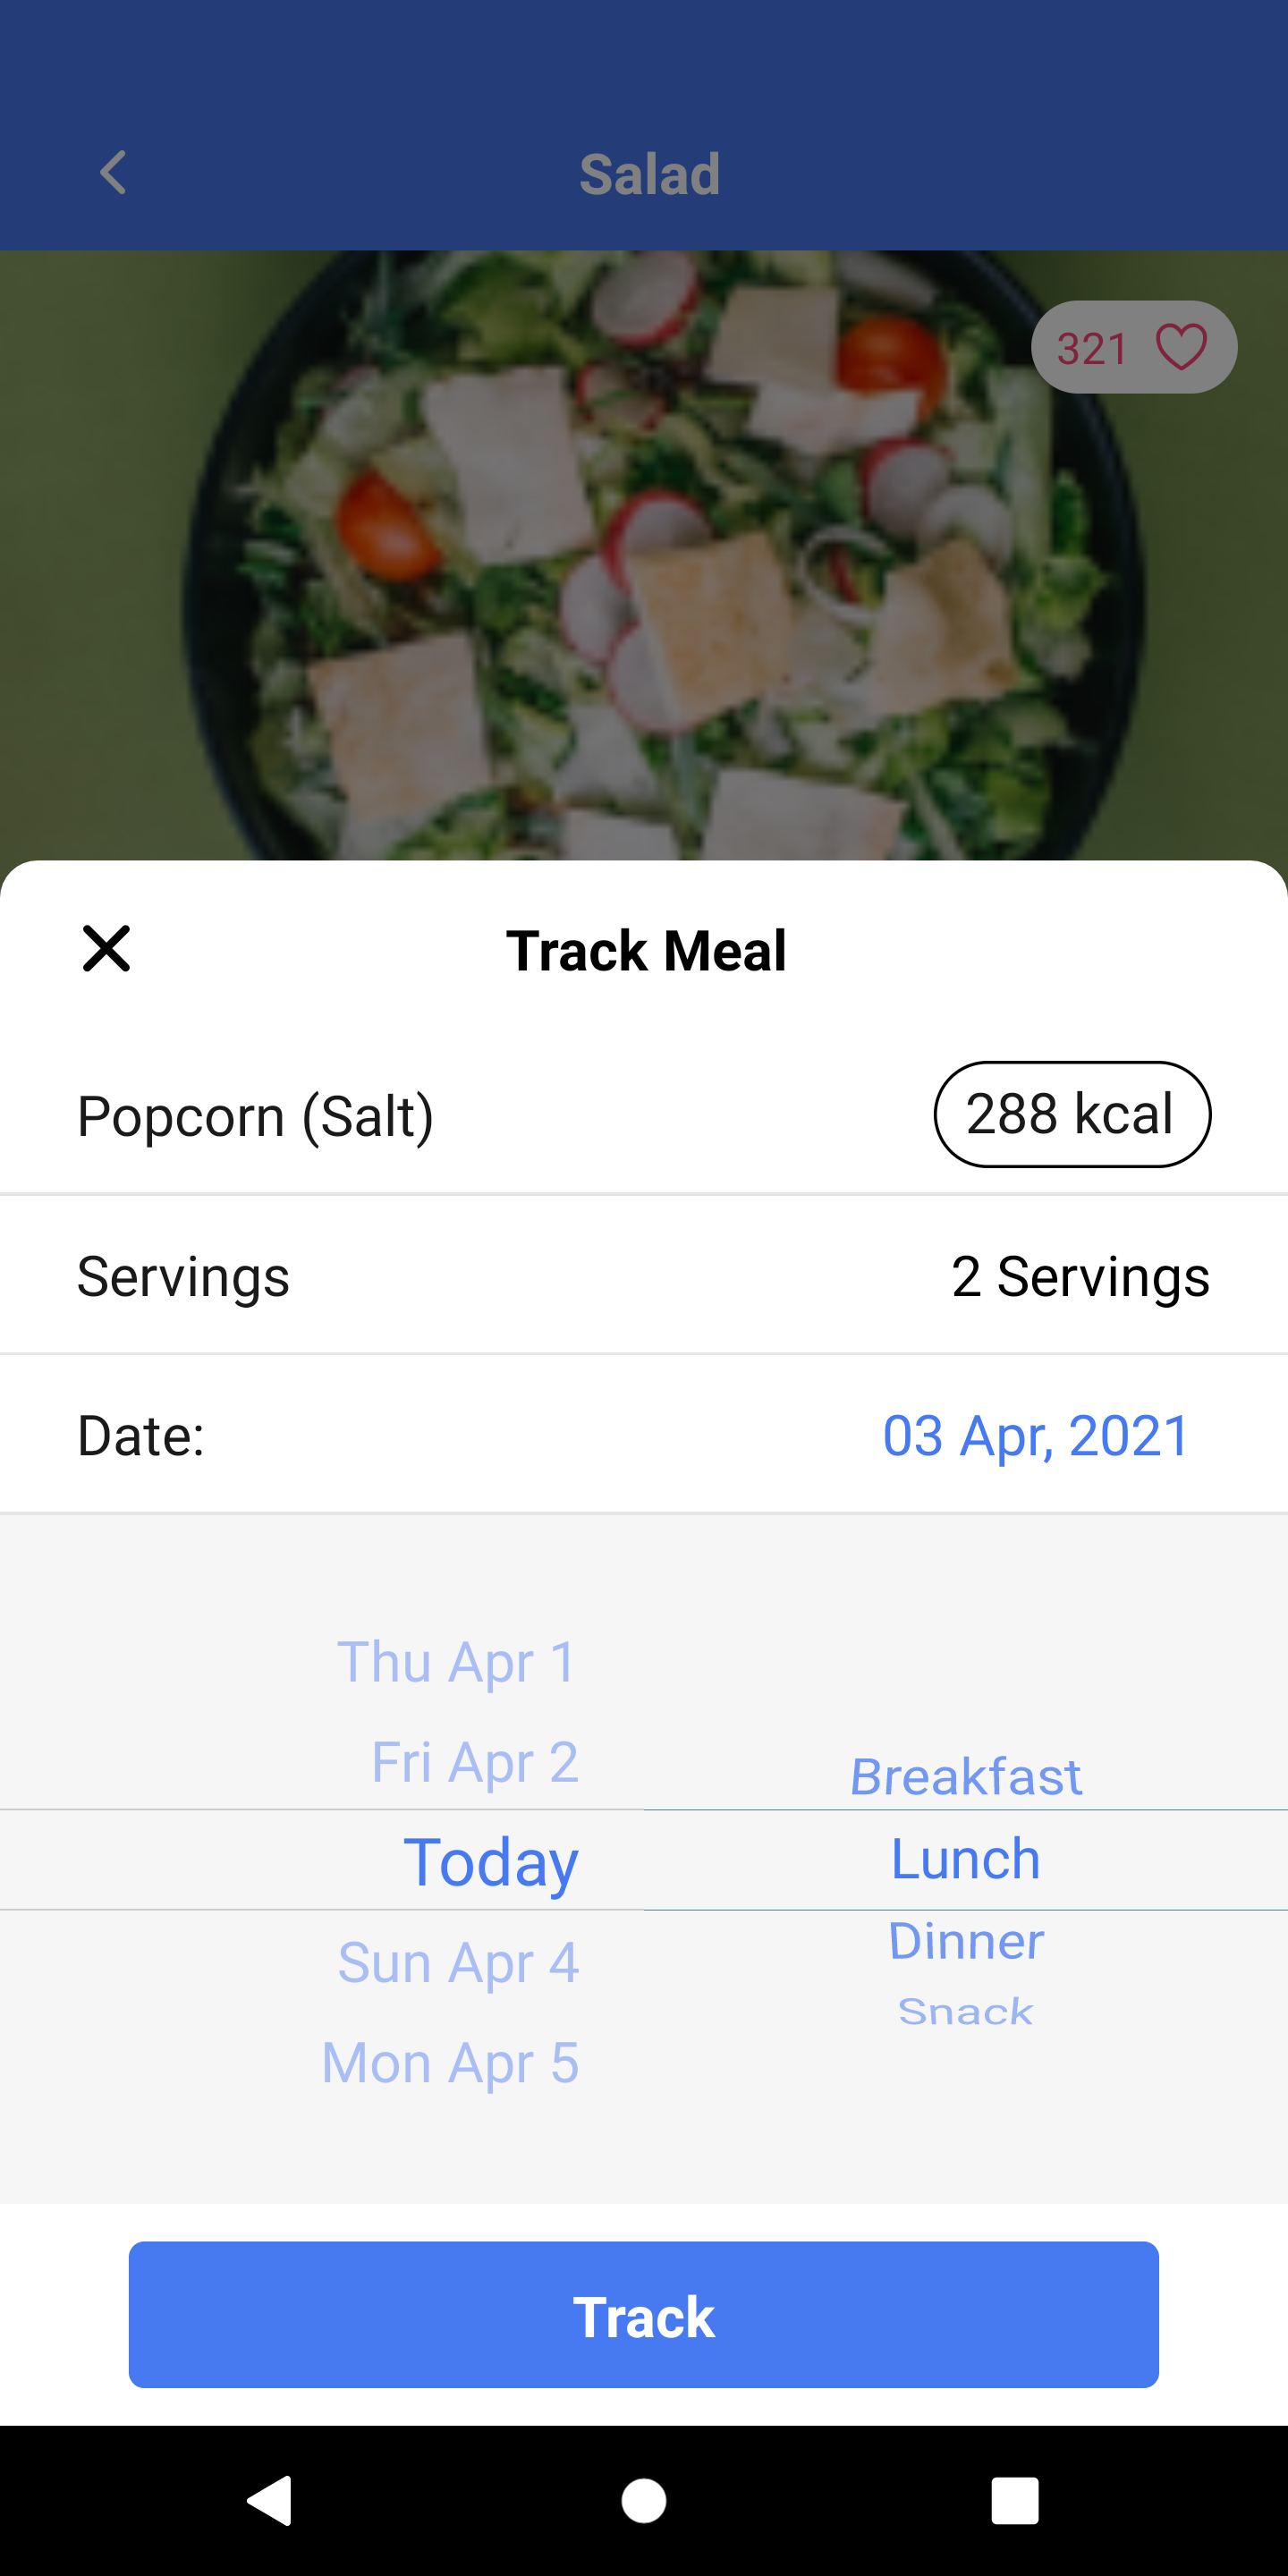 Salad
321
Track Meal
Popcorn (Salt) 288 kcal
Servings 2 Servings
Date: 03 Apr, 2021
Thu Apr 1
Fri Apr 2
Breakfast
Today
Lunch
Dinner
Sun Apr 4
Snack
Mon Apr 5
Track